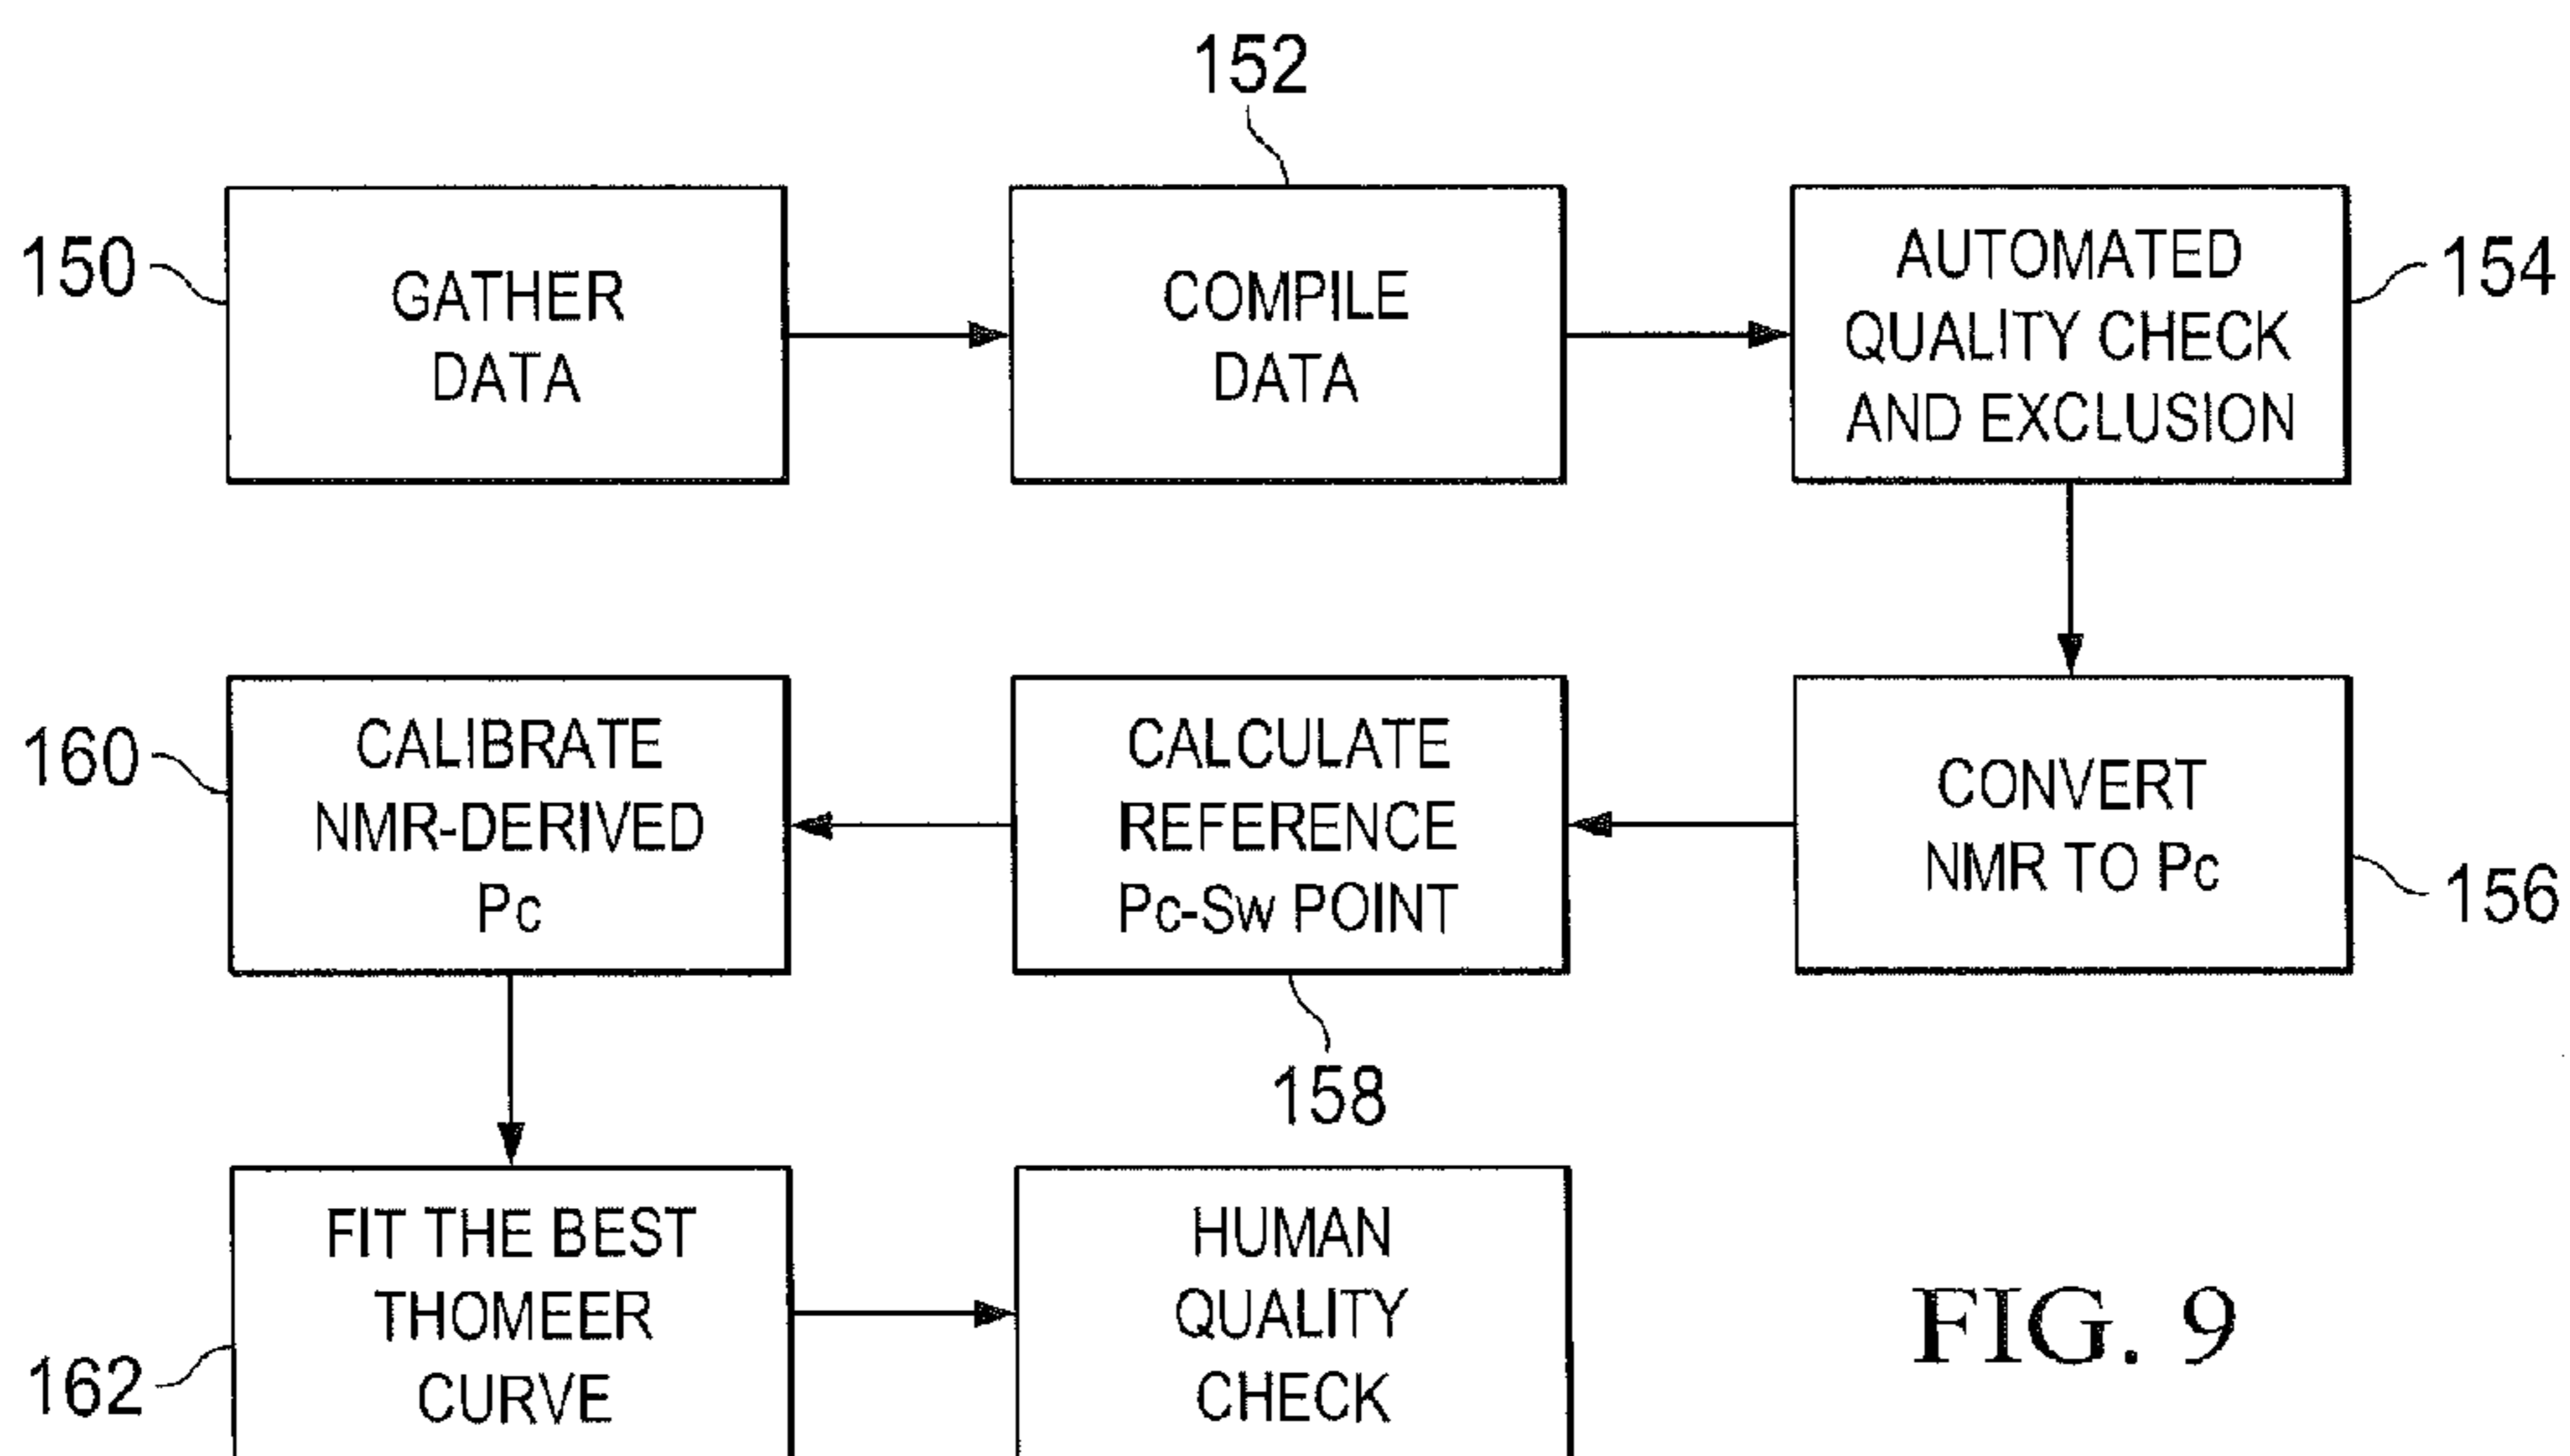 152
150
GATHER
DATA
COMPILE
DATA
AUTOMATED
QUALITY CHECK
AND EXCLUSION
154
160
CALIBRATE
NMR-DERIVED
Pc
CALCULATE
REFERENCE
Pc-Sw POINT
CONVERT
NMR TO Pc
156
158
162
FIT THE BEST
THOMEER
CURVE
HUMAN
QUALITY
CHECK
FIG. 9